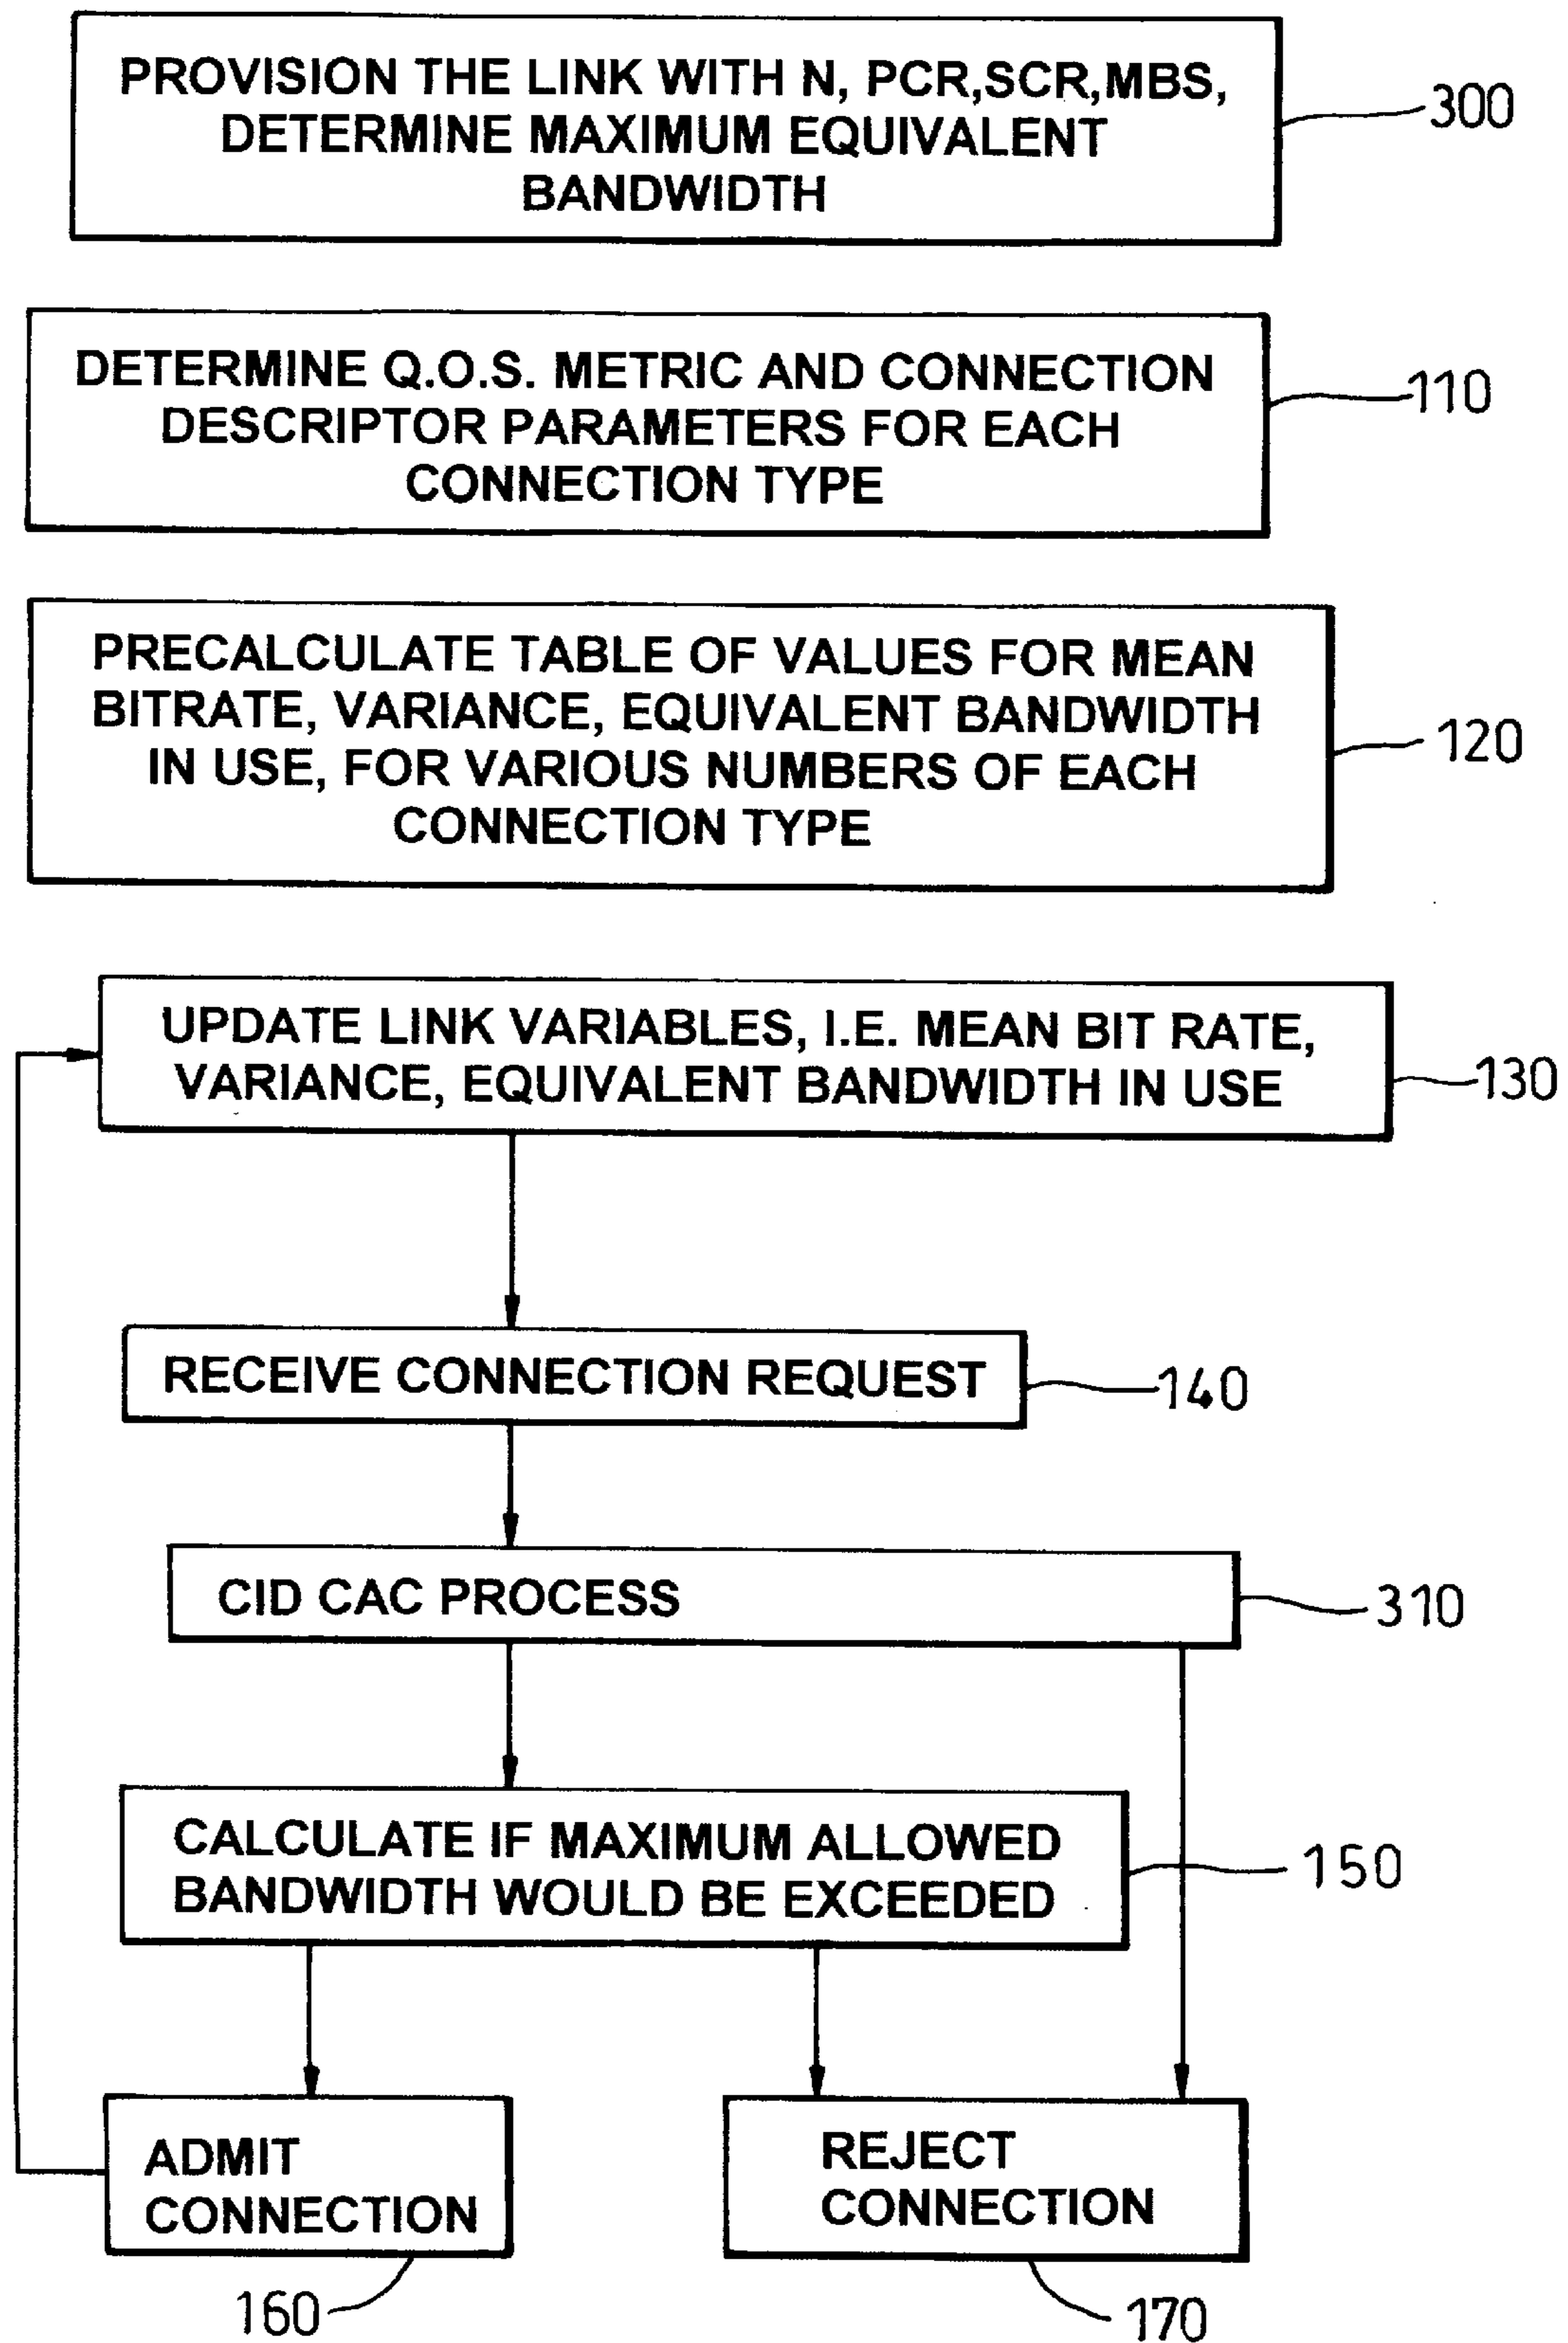 PROVISION THE LINK WITH N, PCR,SCR,MBS,
DETERMINE MAXIMUM EQUIVALENT
BANDWIDTH
300
DETERMINE Q.O.S. METRIC AND CONNECTION
DESCRIPTOR PARAMETERS FOR EACH
CONNECTION TYPE
110
PRECALCULATE TABLE OF VALUES FOR MEAN
BITRATE, VARIANCE, EQUIVALENT BANDWIDTH
IN USE, FOR VARIOUS NUMBERS OF EACH
CONNECTION TYPE
120
UPDATE LINK VARIABLES, I.E. MEAN BIT RATE,
VARIANCE, EQUIVALENT BANDWIDTH IN USE
130
RECEIVE CONNECTION REQUEST
140
CID CAC PROCESS
310
CALCULATE IF MAXIMUM ALLOWED
BANDWIDTH WOULD BE EXCEEDED
150
ADMIT
CONNECTION
160
REJECT
CONNECTION
170